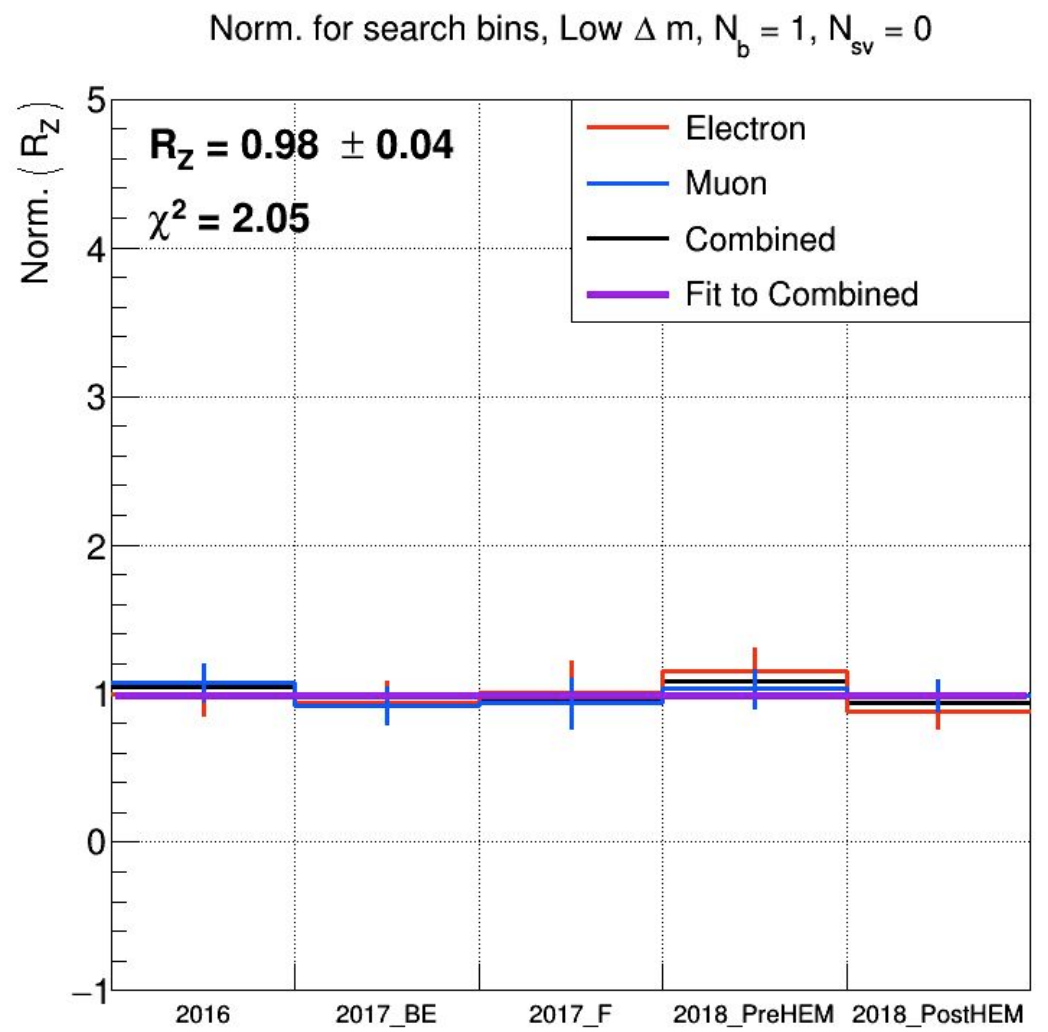 Norm. for search bins, Low Δ m, N_b = 1, N_sv = 0
Norm. ( R_Z )
5
4
3
2
1
0
−1
R_Z = 0.98 ± 0.04
χ² = 2.05
Electron
Muon
Combined
Fit to Combined
2016 2017_BE 2017_F 2018_PreHEM 2018_PostHEM